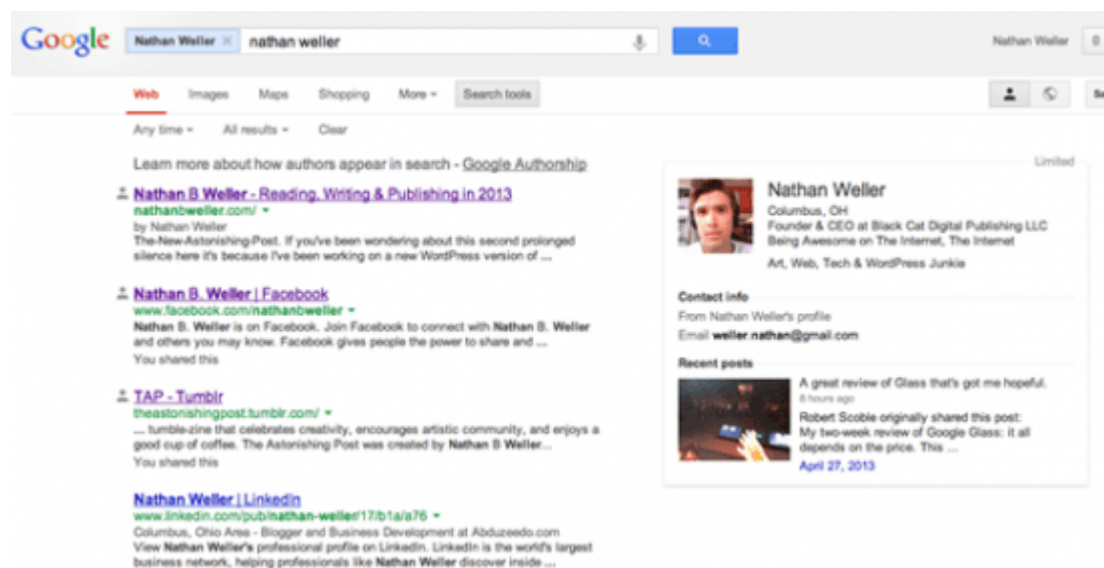 Google
Nathan Weller × nathan weller
Nathan Weller 0
Web Images Maps Shopping More Search tools
Any time All results Clear
Learn more about how authors appear in search - Google Authorship
Nathan B Weller - Reading, Writing & Publishing in 2013
nathanbweller.com/
by Nathan Weller
The-New-Astonishing-Post. If you've been wondering about this second prolonged
silence here it's because I've been working on a new WordPress version of ...
Nathan B. Weller | Facebook
www.facebook.com/nathanbweller
Nathan B. Weller is on Facebook. Join Facebook to connect with Nathan B. Weller
and others you may know. Facebook gives people the power to share and ...
You shared this
TAP - Tumblr
theastonishingpost.tumblr.com/
.... tumble-zine that celebrates creativity, encourages artistic community, and enjoys a
good cup of coffee. The Astonishing Post was created by Nathan B Weller...
You shared this
Nathan Weller | LinkedIn
www.linkedin.com/pub/nathan-weller/17/b1a/a76
Columbus, Ohio Area - Blogger and Business Development at Abduzeedo.com
View Nathan Weller's professional profile on LinkedIn. LinkedIn is the world's largest
business network, helping professionals like Nathan Weller discover inside ...
Limited
Nathan Weller
Columbus, OH
Founder & CEO at Black Cat Digital Publishing LLC
Being Awesome on The Internet, The Internet
Art, Web, Tech & WordPress Junkie
Contact info
From Nathan Weller's profile
Email weller.nathan@gmail.com
Recent posts
A great review of Glass that's got me hopeful.
8 hours ago
Robert Scoble originally shared this post:
My two-week review of Google Glass: it all
depends on the price. This ...
April 27, 2013